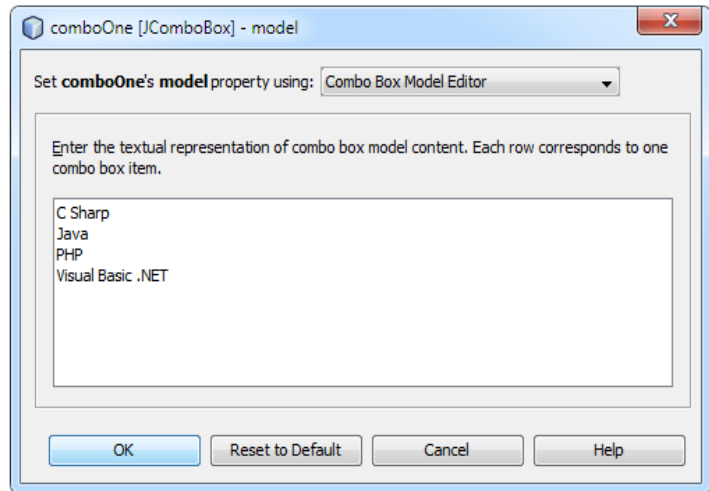 comboOne [JComboBox] - model
Set comboOne's model property using: Combo Box Model Editor
Enter the textual representation of combo box model content. Each row corresponds to one
combo box item.
C Sharp
Java
PHP
Visual Basic .NET
OK Reset to Default Cancel Help